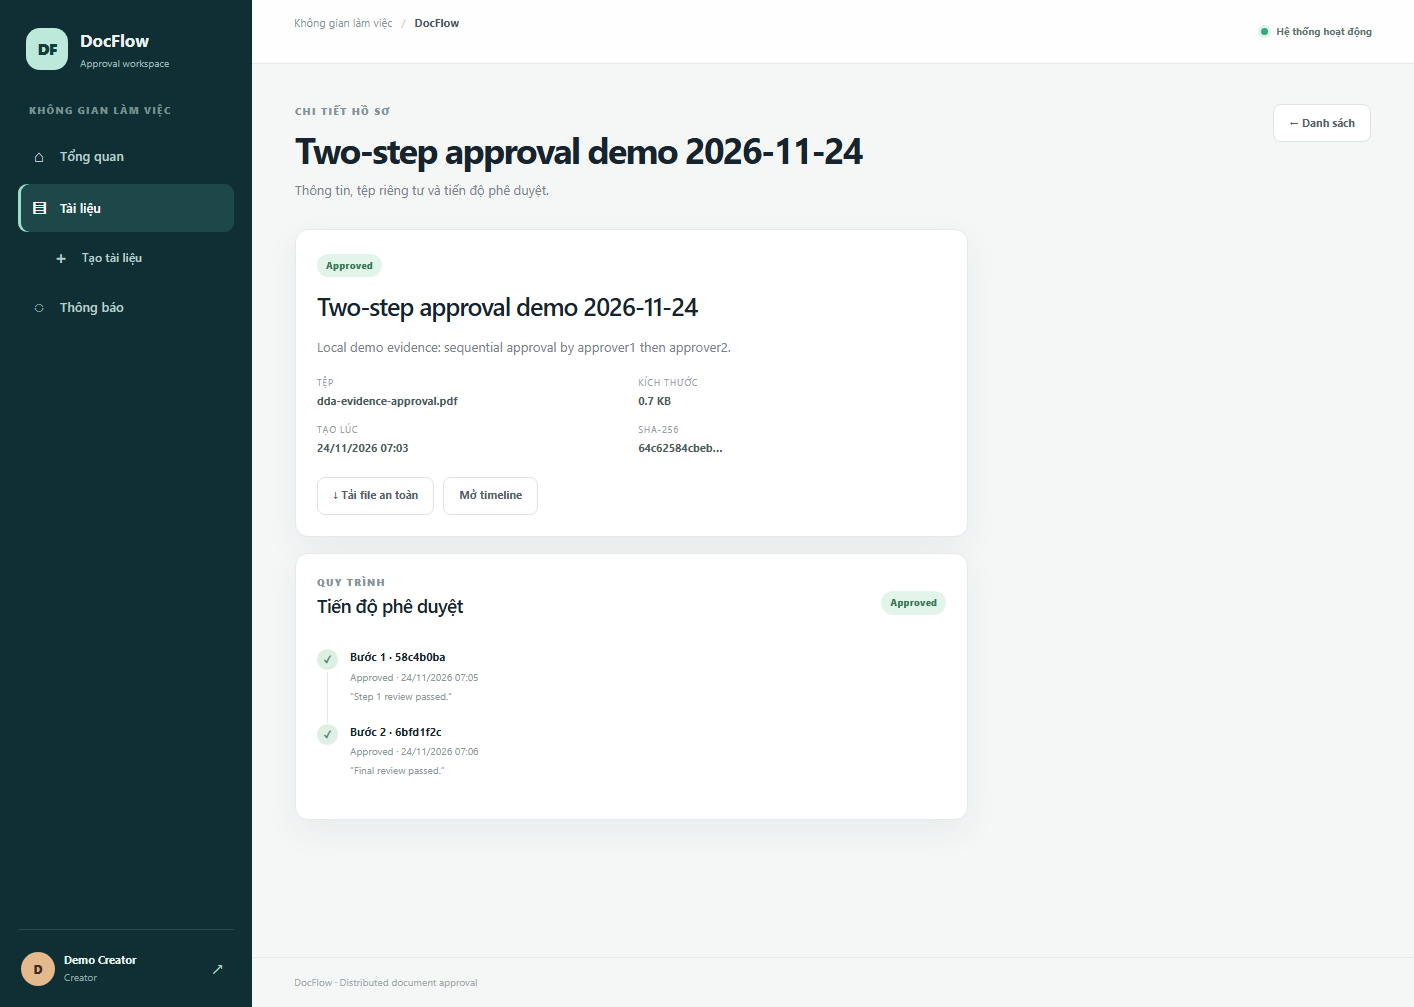 DF
DocFlow
Approval workspace
KHÔNG GIAN LÀM VIỆC
Tổng quan
Tài liệu
+ Tạo tài liệu
Thông báo
D
Demo Creator
Creator
↗
Không gian làm việc / DocFlow
Hệ thống hoạt động
CHI TIẾT HỒ SƠ
Two-step approval demo 2026-11-24
Thông tin, tệp riêng tư và tiến độ phê duyệt.
← Danh sách
Approved
Two-step approval demo 2026-11-24
Local demo evidence: sequential approval by approver1 then approver2.
TỆP
dda-evidence-approval.pdf
KÍCH THƯỚC
0.7 KB
TẠO LÚC
24/11/2026 07:03
SHA-256
64c62584cbeb...
↓ Tải file an toàn
Mở timeline
QUY TRÌNH
Tiến độ phê duyệt
Approved
✓ Bước 1 · 58c4b0ba
Approved · 24/11/2026 07:05
"Step 1 review passed."
✓ Bước 2 · 6bfd1f2c
Approved · 24/11/2026 07:06
"Final review passed."
DocFlow · Distributed document approval